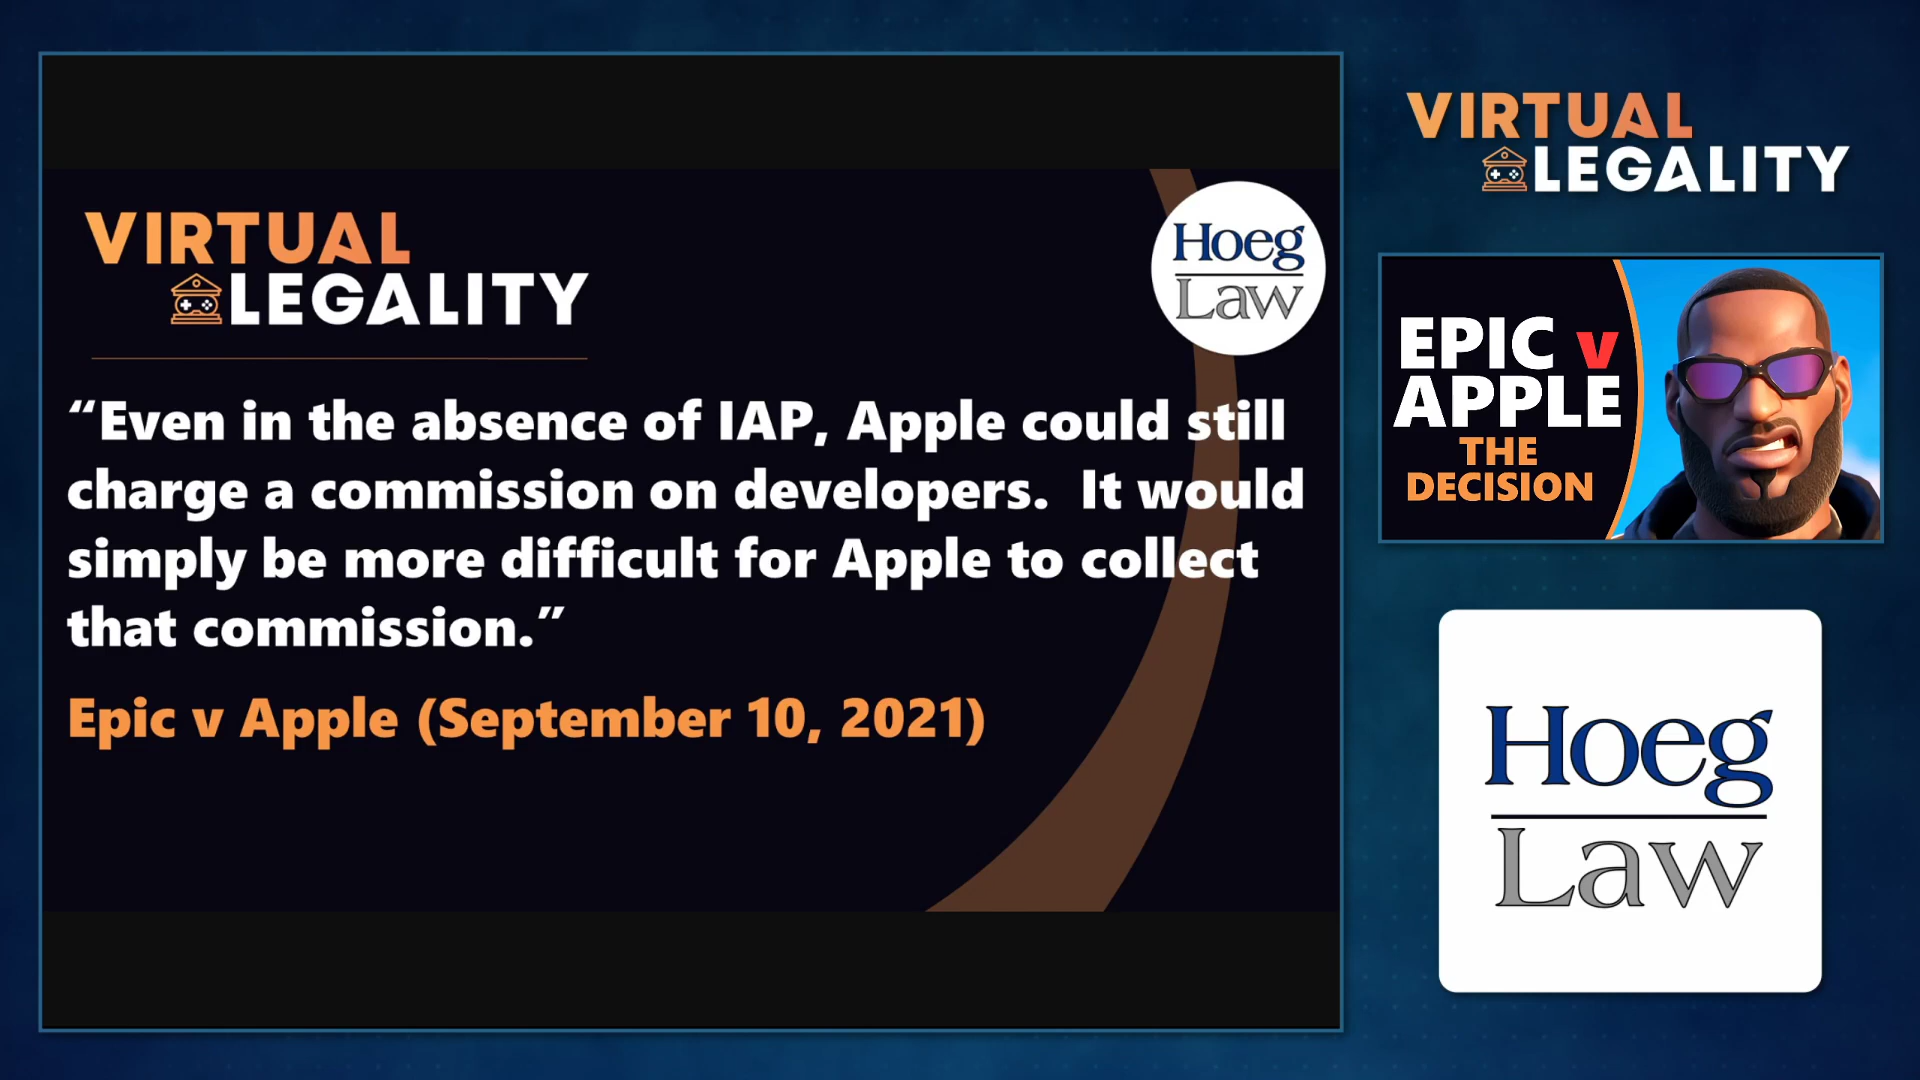 VIRTUAL
LEGALITY
Hoeg
Law
“Even in the absence of IAP, Apple could still
charge a commission on developers.  It would
simply be more difficult for Apple to collect
that commission.”
Epic v Apple (September 10, 2021)
VIRTUAL
LEGALITY
EPIC v
APPLE
THE
DECISION
Hoeg
Law